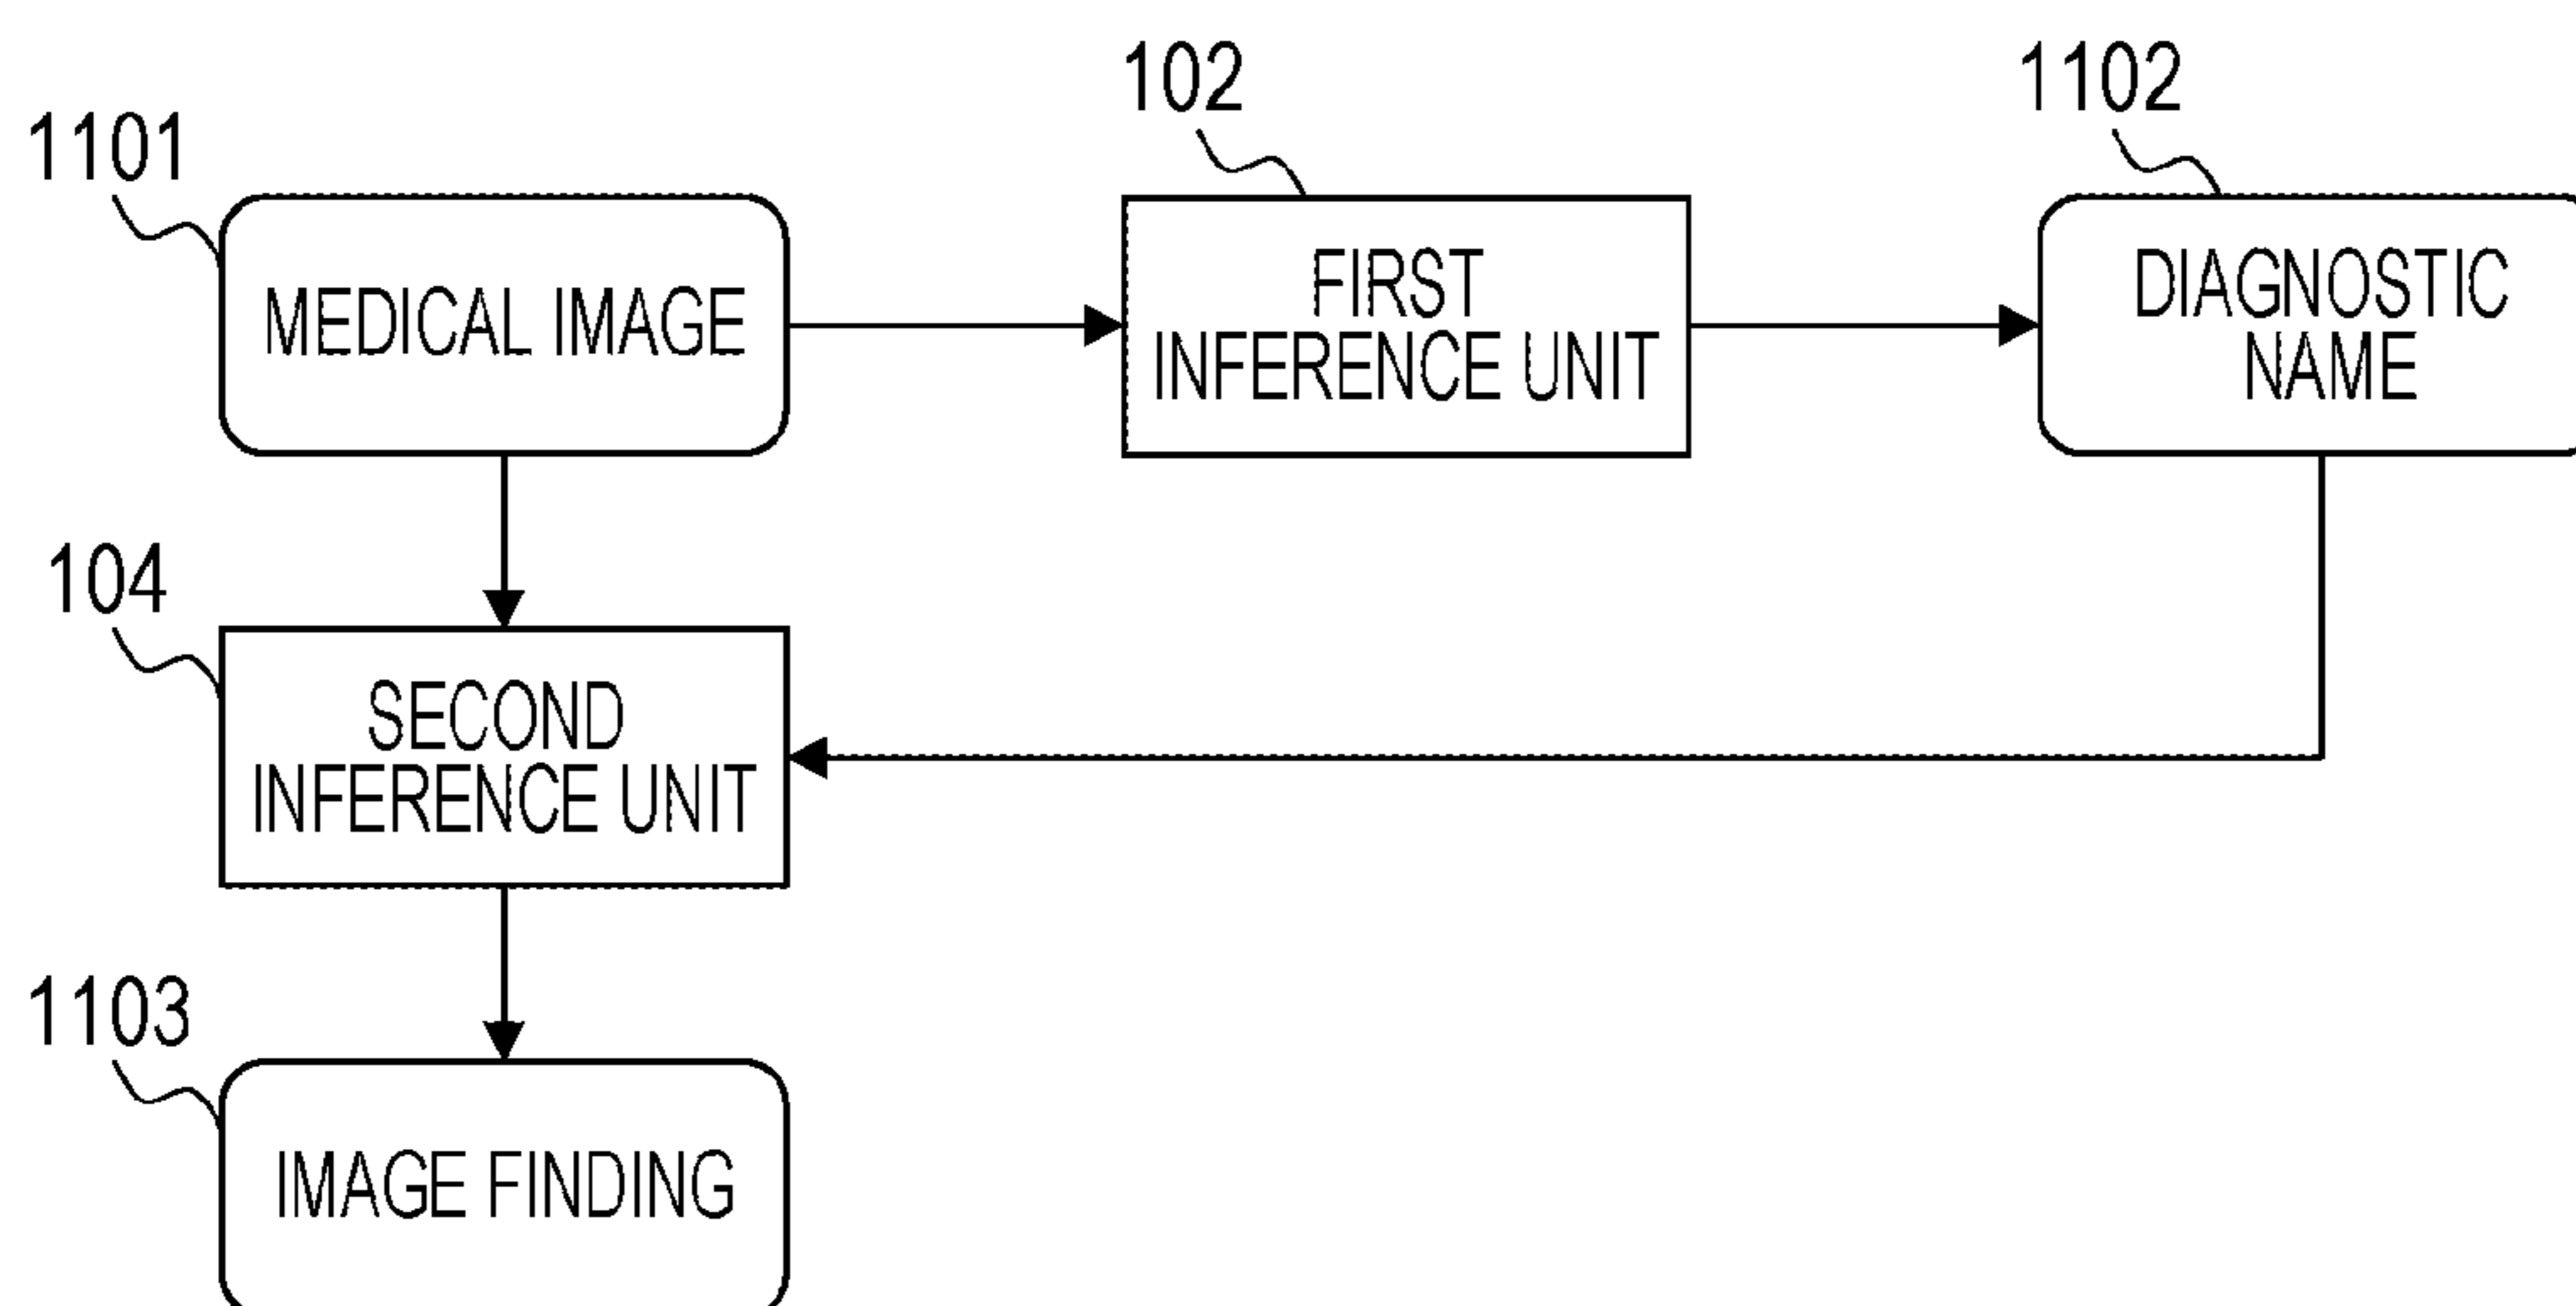 102
1102
1101
FIRST
INFERENCE UNIT
DIAGNOSTIC
NAME
MEDICAL IMAGE
104
SECOND
INFERENCE UNIT
1103
IMAGE FINDING